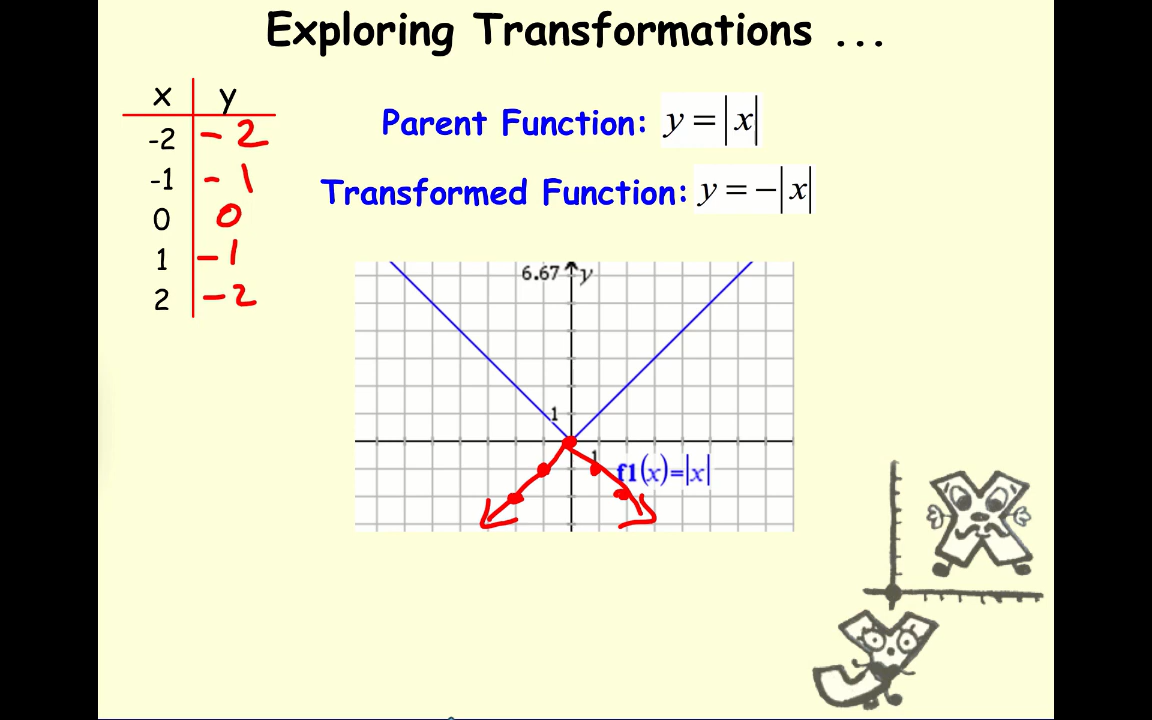 Exploring Transformations ...
x y
-2 -2
-1 -1
0 0
1 -1
2 -2
Parent Function: y = |x|
Transformed Function: y = -|x|
6.67 y
1
1
f1(x)=|x|